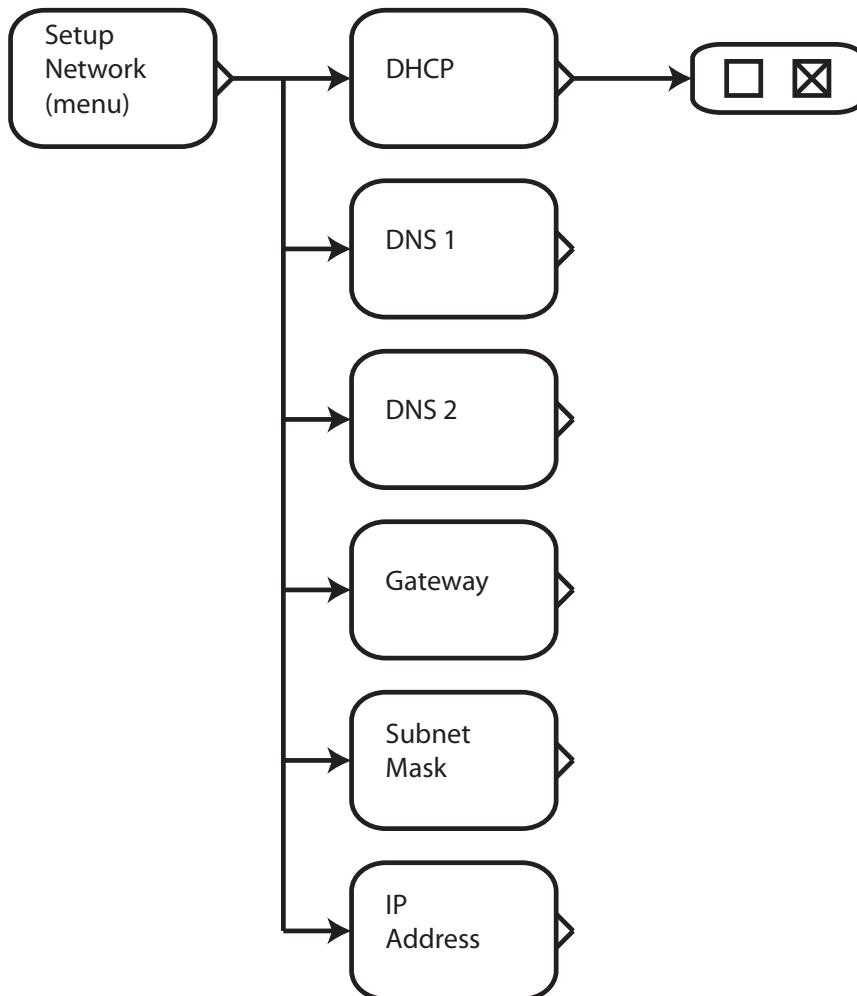 Setup
Network
(menu)
DHCP
DNS 1
DNS 2
Gateway
Subnet
Mask
IP
Address